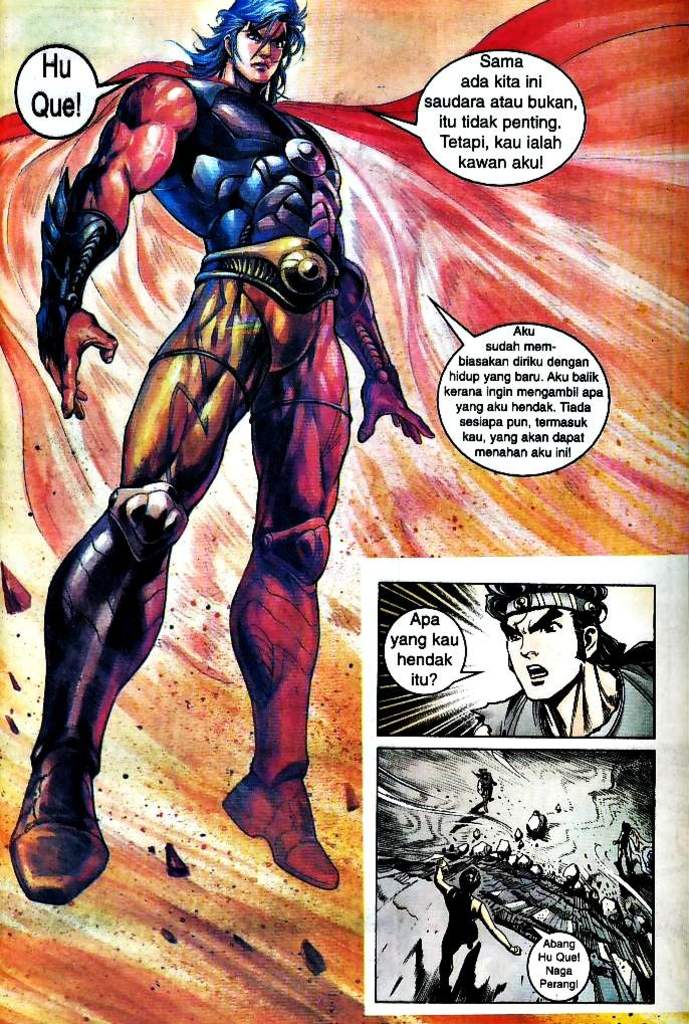 Hu
Que!
Sama
ada kita ini
saudara atau bukan,
itu tidak penting.
Tetapi, kau ialah
kawan aku!
Aku
sudah mem-
biasakan diriku dengan
hidup yang baru. Aku balik
kerana ingin mengambil apa
yang aku hendak. Tiada
sesiapa pun, termasuk
kau, yang akan dapat
menahan aku ini!
Apa
yang kau
hendak
itu?
Abang
Hu Que!
Naga
Perang!